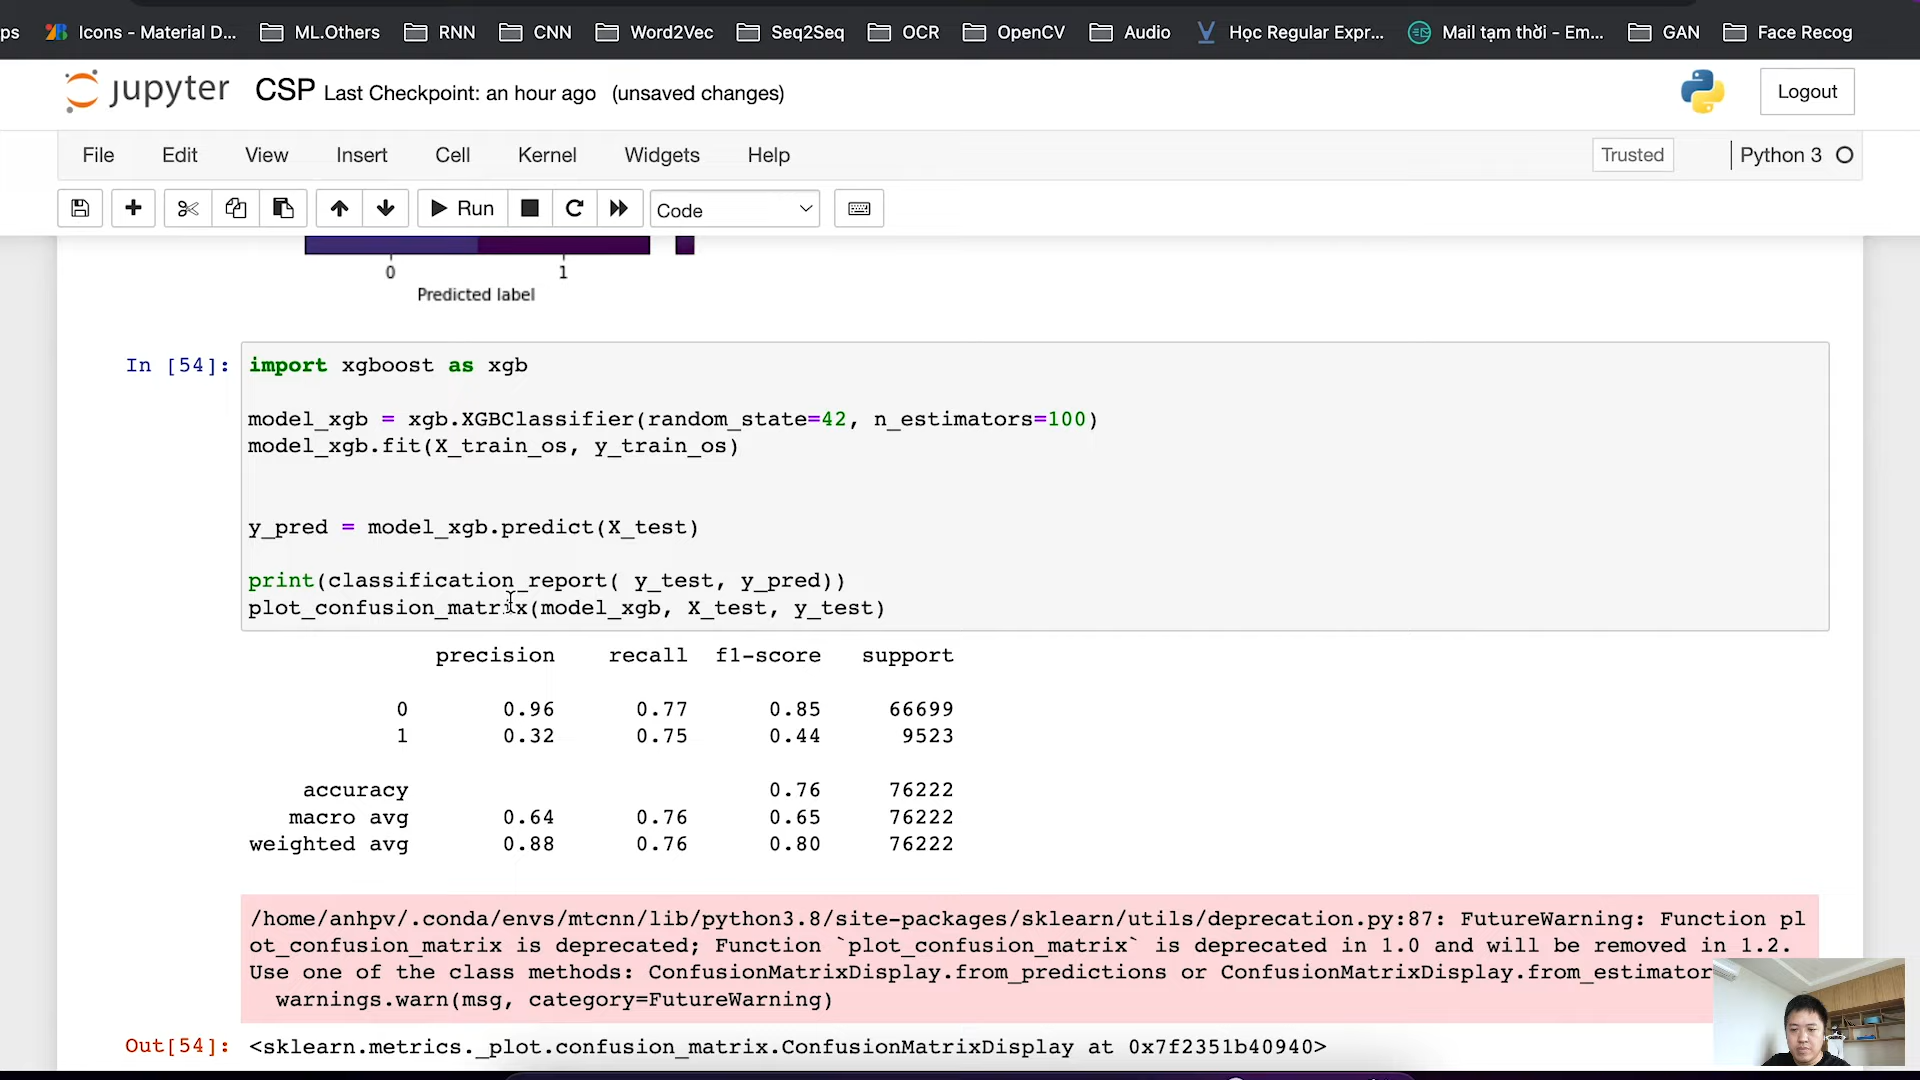 ps Icons - Material D... ML.Others RNN CNN Word2Vec Seq2Seq OCR OpenCV Audio Học Regular Expr... Mail tạm thời - Em... GAN Face Recog
jupyter CSP Last Checkpoint: an hour ago (unsaved changes) Logout
File Edit View Insert Cell Kernel Widgets Help Trusted Python 3
Run Code
0 1
Predicted label
In [54]: import xgboost as xgb
model_xgb = xgb.XGBClassifier(random_state=42, n_estimators=100)
model_xgb.fit(X_train_os, y_train_os)
y_pred = model_xgb.predict(X_test)
print(classification_report( y_test, y_pred))
plot_confusion_matrix(model_xgb, X_test, y_test)
precision recall f1-score support
0 0.96 0.77 0.85 66699
1 0.32 0.75 0.44 9523
accuracy 0.76 76222
macro avg 0.64 0.76 0.65 76222
weighted avg 0.88 0.76 0.80 76222
/home/anhpv/.conda/envs/mtcnn/lib/python3.8/site-packages/sklearn/utils/deprecation.py:87: FutureWarning: Function pl
ot_confusion_matrix is deprecated; Function `plot_confusion_matrix` is deprecated in 1.0 and will be removed in 1.2.
Use one of the class methods: ConfusionMatrixDisplay.from_predictions or ConfusionMatrixDisplay.from_estimator
warnings.warn(msg, category=FutureWarning)
Out[54]: <sklearn.metrics._plot.confusion_matrix.ConfusionMatrixDisplay at 0x7f2351b40940>